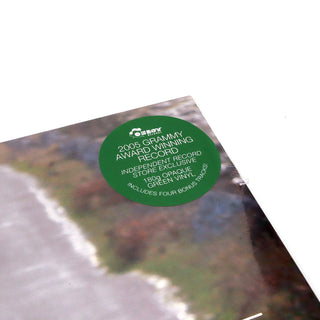 2005 GRAMMY
AWARD WINNING
RECORD
INDEPENDENT RECORD
STORE EXCLUSIVE
180g OPAQUE
GREEN VINYL
INCLUDES FOUR BONUS TRACKS